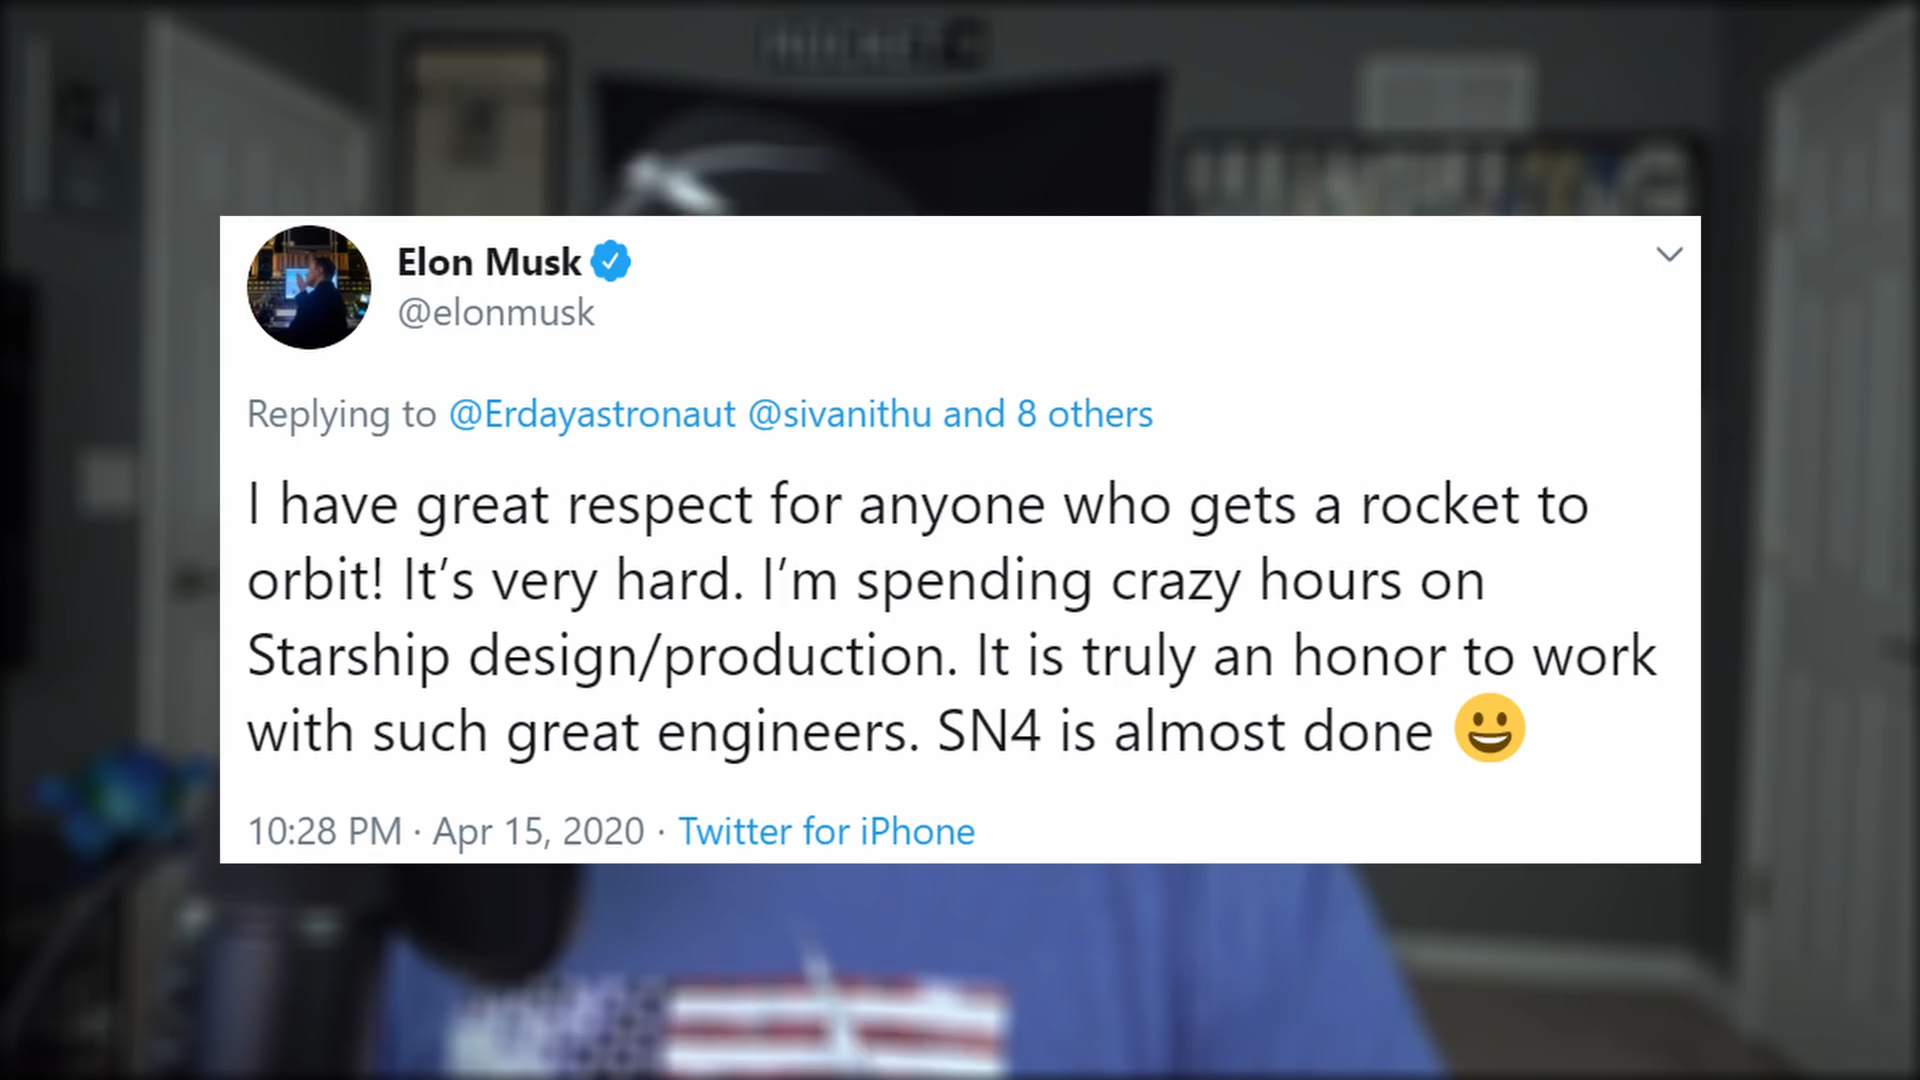 Elon Musk
@elonmusk
Replying to @Erdayastronaut @sivanithu and 8 others
I have great respect for anyone who gets a rocket to
orbit! It’s very hard. I’m spending crazy hours on
Starship design/production. It is truly an honor to work
with such great engineers. SN4 is almost done 😀
10:28 PM · Apr 15, 2020 · Twitter for iPhone